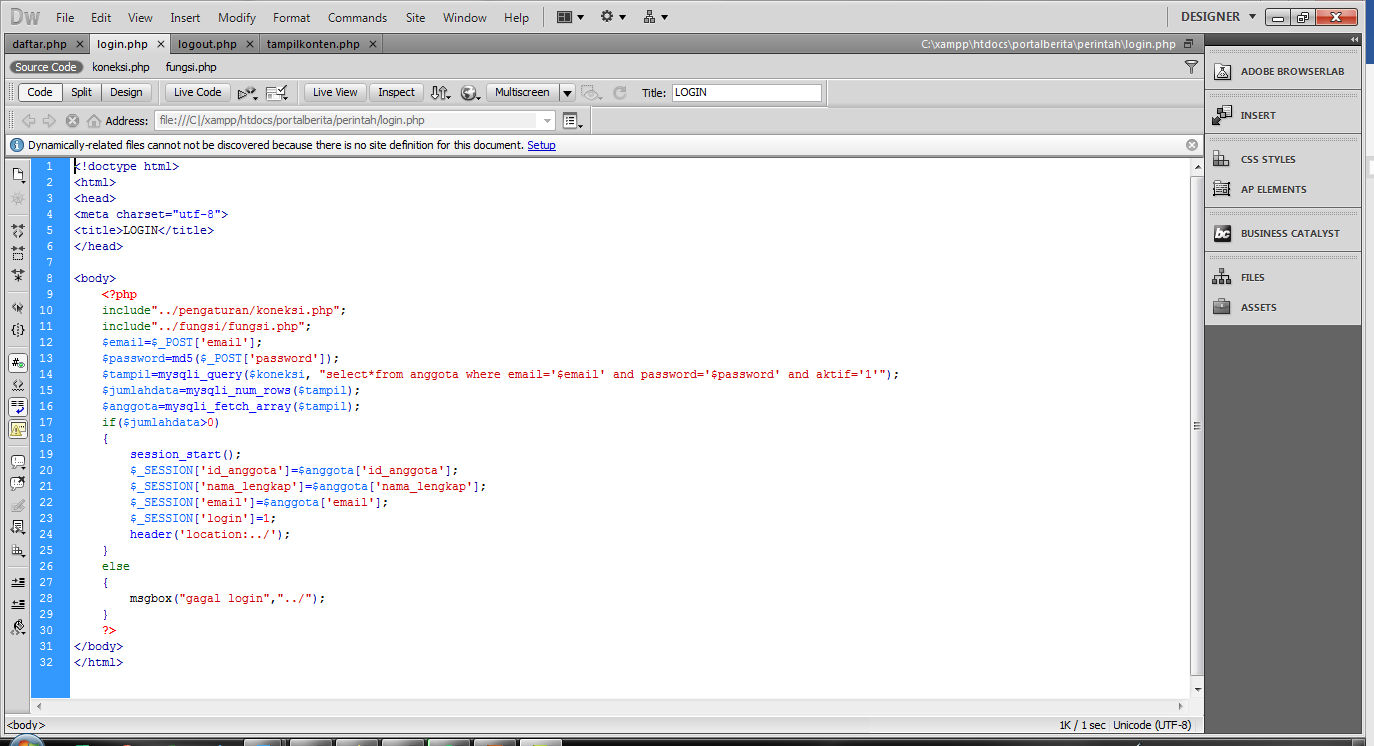 Dw File Edit View Insert Modify Format Commands Site Window Help DESIGNER
daftar.php login.php logout.php tampilkonten.php C:\xampp\htdocs\portalberita\perintah\login.php
Source Code koneksi.php fungsi.php
Code Split Design Live Code Live View Inspect Multiscreen Title: LOGIN
Address: file:///C|/xampp/htdocs/portalberita/perintah/login.php
Dynamically-related files cannot not be discovered because there is no site definition for this document. Setup
1 <!doctype html>
2 <html>
3 <head>
4 <meta charset="utf-8">
5 <title>LOGIN</title>
6 </head>
7
8 <body>
9 <?php
10 include"../pengaturan/koneksi.php";
11 include"../fungsi/fungsi.php";
12 $email=$_POST['email'];
13 $password=md5($_POST['password']);
14 $tampil=mysqli_query($koneksi, "select*from anggota where email='$email' and password='$password' and aktif='1'");
15 $jumlahdata=mysqli_num_rows($tampil);
16 $anggota=mysqli_fetch_array($tampil);
17 if($jumlahdata>0)
18 {
19 session_start();
20 $_SESSION['id_anggota']=$anggota['id_anggota'];
21 $_SESSION['nama_lengkap']=$anggota['nama_lengkap'];
22 $_SESSION['email']=$anggota['email'];
23 $_SESSION['login']=1;
24 header('location:../');
25 }
26 else
27 {
28 msgbox("gagal login","../");
29 }
30 ?>
31 </body>
32 </html>
<body> 1K / 1 sec Unicode (UTF-8)
ADOBE BROWSERLAB
INSERT
CSS STYLES
AP ELEMENTS
bc BUSINESS CATALYST
FILES
ASSETS